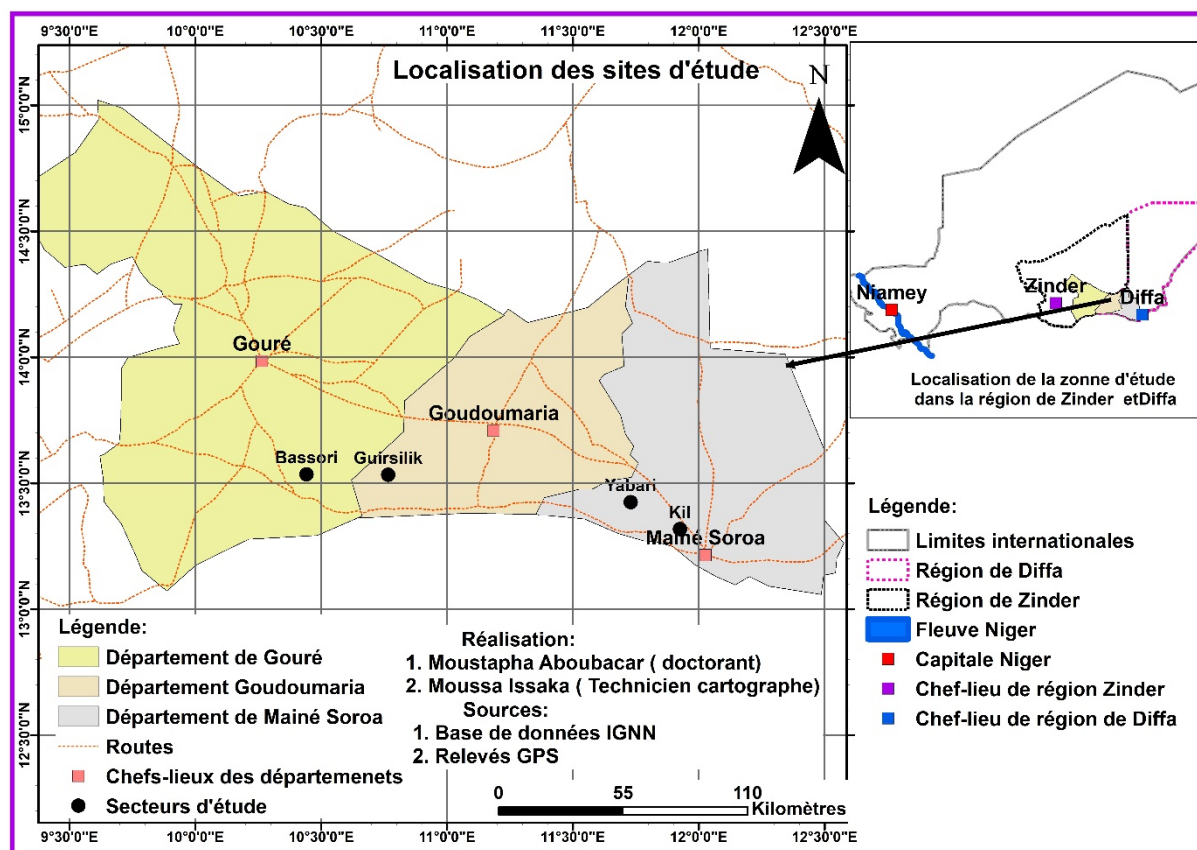 9°30'0"E
10°0'0"E
10°30'0"E
11°0'0"E
11°30'0"E
12°0'0"E
12°30'0"E
Localisation des sites d'étude
N
15°0'0"N
14°30'0"N
14°0'0"N
13°30'0"N
13°0'0"N
12°30'0"N
Gouré
Goudoumaria
Bassori
Guirsilik
Yabari
Kil
Mainé Soroa
Niamey
Zinder
Diffa
Localisation de la zonne d'étude
dans la région de Zinder etDiffa
Légende:
Limites internationales
Région de Diffa
Région de Zinder
Fleuve Niger
Capitale Niger
Chef-lieu de région Zinder
Chef-lieu de région de Diffa
Légende:
Département de Gouré
Département Goudoumaria
Département de Mainé Soroa
Routes
Chefs-lieux des départemenets
Secteurs d'étude
Réalisation:
1. Moustapha Aboubacar ( doctorant)
2. Moussa Issaka ( Technicien cartographe)
Sources:
1. Base de données IGNN
2. Relevés GPS
0 55 110
Kilomètres
9°30'0"E
10°0'0"E
10°30'0"E
11°0'0"E
11°30'0"E
12°0'0"E
12°30'0"E